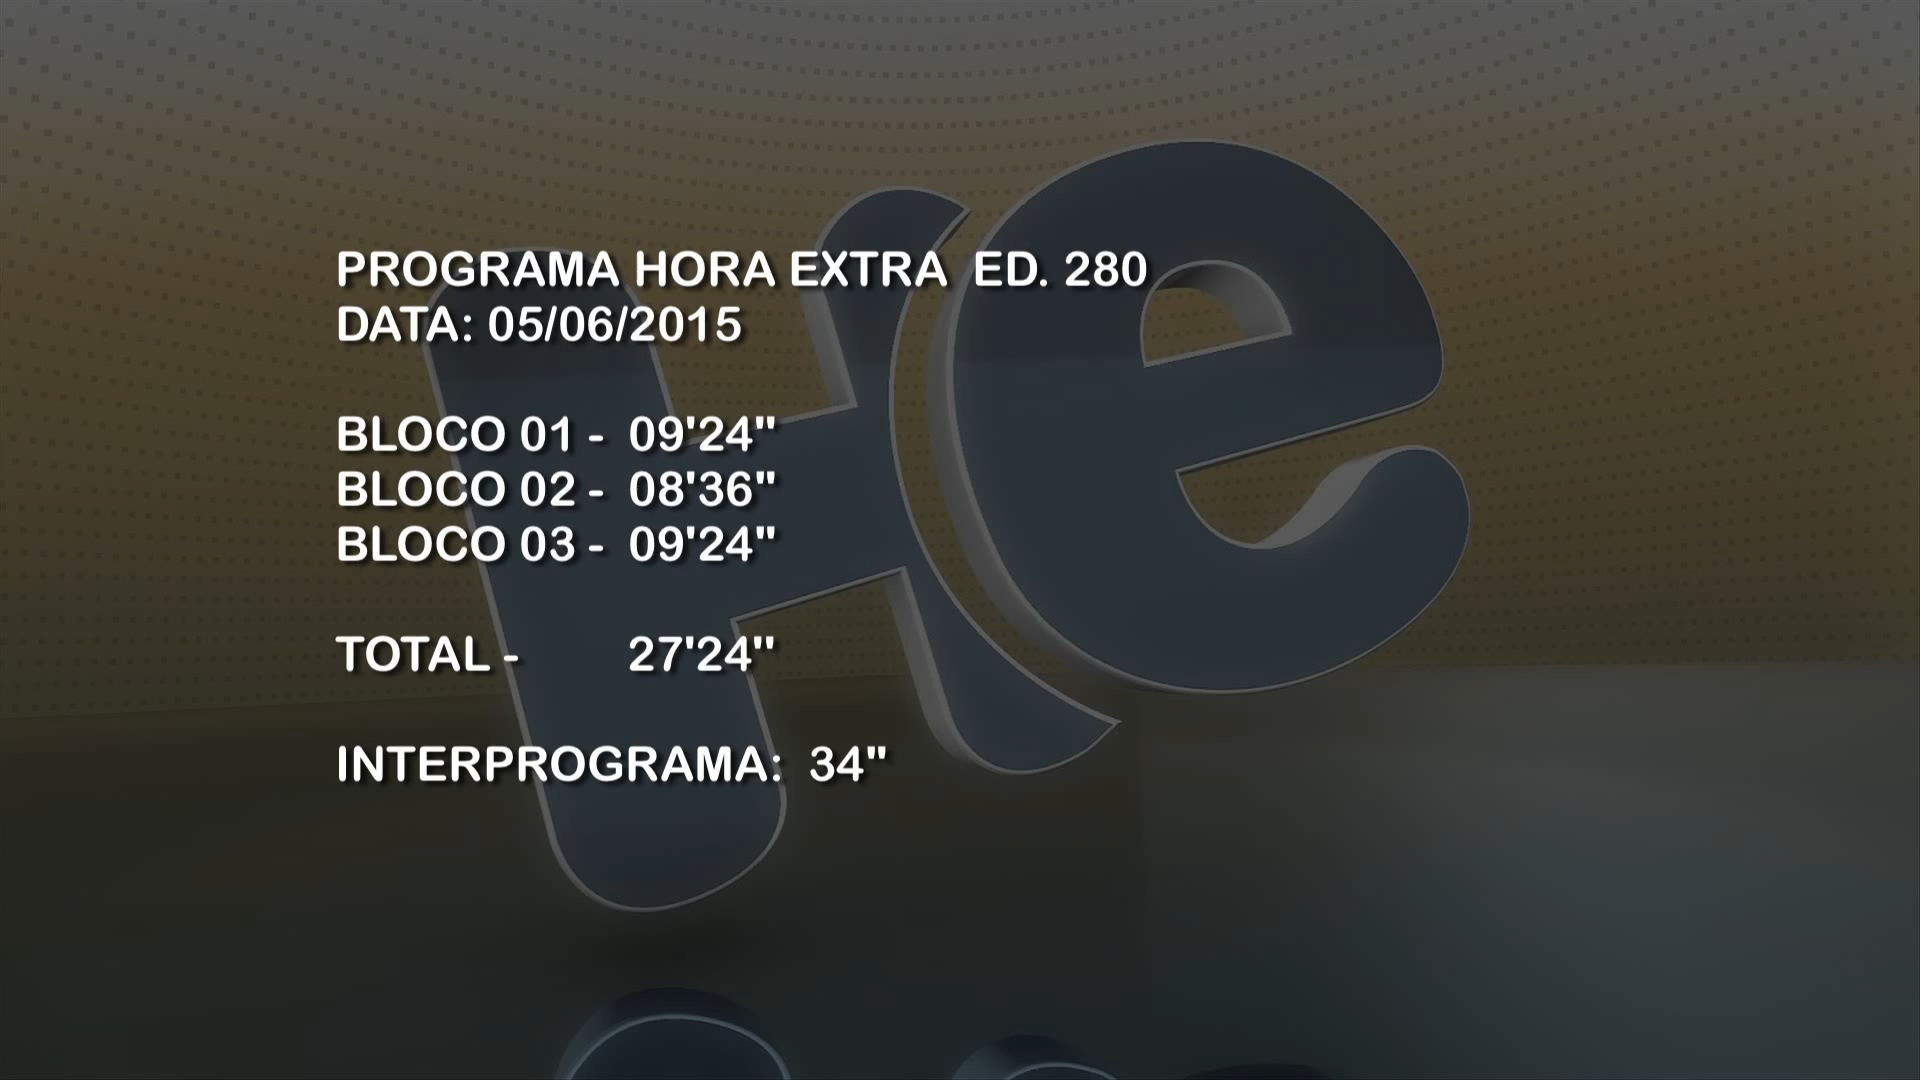 PROGRAMA HORA EXTRA ED. 280
DATA: 05/06/2015
BLOCO 01 - 09'24"
BLOCO 02 - 08'36"
BLOCO 03 - 09'24"
TOTAL - 27'24"
INTERPROGRAMA: 34"
He